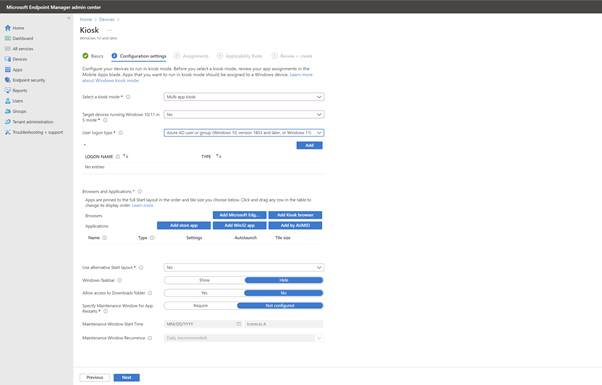 Microsoft Endpoint Manager admin center
Home > Devices >
Kiosk ...
Windows 10 and later
Home
Dashboard
All services
Devices
Apps
Endpoint security
Reports
Users
Groups
Tenant administration
Troubleshooting + support
Basics
2 Configuration settings
3 Assignments
4 Applicability Rules
5 Review + create
Configure your devices to run in kiosk mode. Before you select a kiosk mode, review your app assignments in the
Mobile Apps blade. Apps that you want to run in kiosk mode should be assigned to a Windows device. Learn more
about Windows kiosk mode.
Select a kiosk mode *
Multi app kiosk
Target devices running Windows 10/11 in
S mode *
No
User logon type *
Azure AD user or group (Windows 10, version 1803 and later, or Windows 11)
*
Add
LOGON NAME
TYPE
No entries
Browsers and Applications *
Apps are pinned to the full Start layout in the order and tile size you choose below. Click and drag any row in the table to
change its display order. Learn more
Browsers
Add Microsoft Edg...
Add Kiosk browser
Applications
Add store app
Add Win32 app
Add by AUMID
Name
Type
Settings
Autolaunch
Tile size
Use alternative Start layout *
No
Windows Taskbar
Show
Hide
Allow access to Downloads folder
Yes
No
Specify Maintenance Window for App
Restarts *
Require
Not configured
Maintenance Window Start Time
MM/DD/YYYY
h:mm:ss A
Maintenance Window Recurrence
Daily (recommended)
Previous
Next